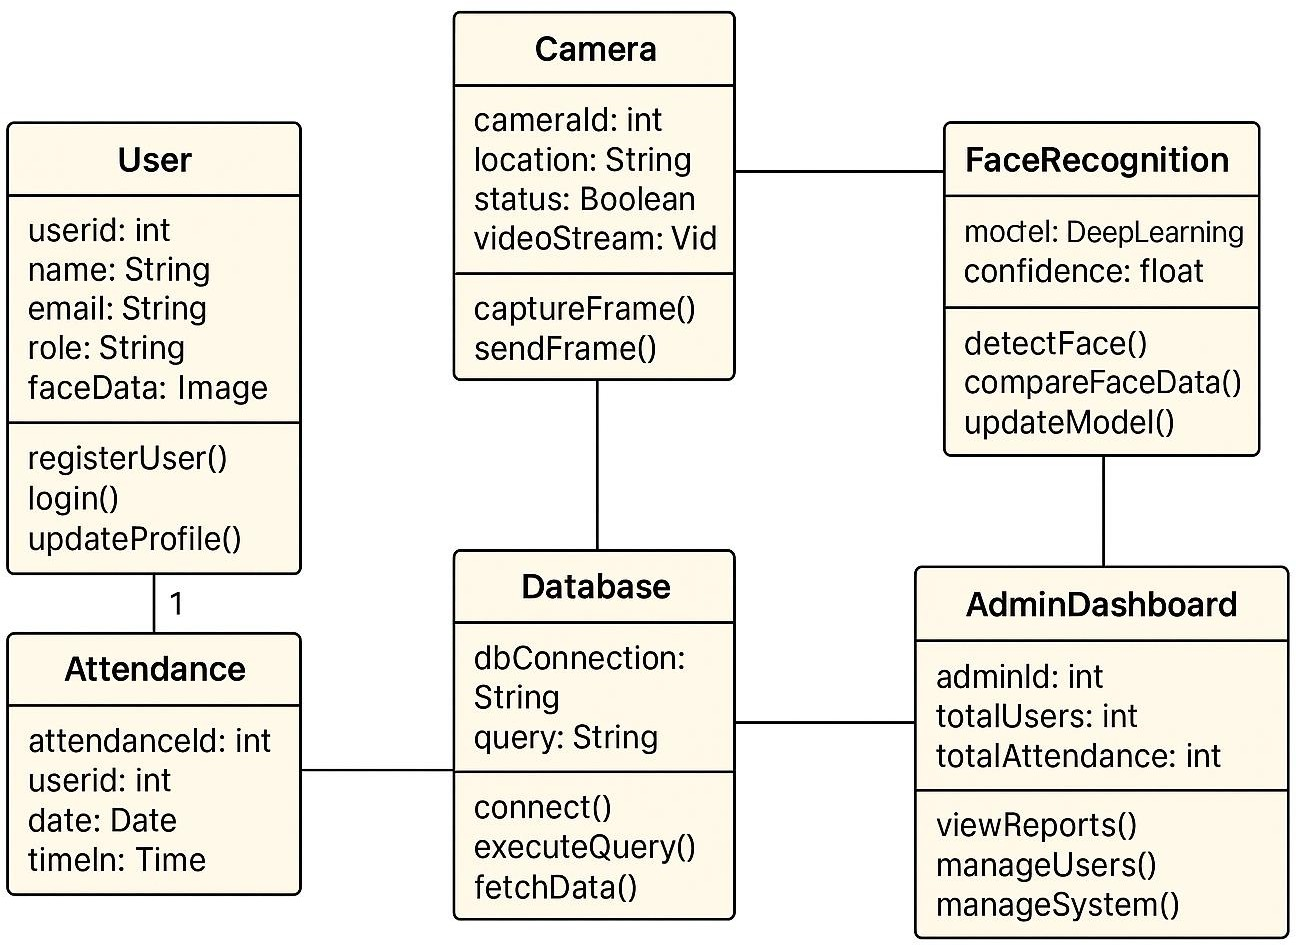 Camera
cameraId: int
location: String
status: Boolean
videoStream: Vid
captureFrame()
sendFrame()
User
userid: int
name: String
email: String
role: String
faceData: Image
registerUser()
login()
updateProfile()
1
FaceRecognition
model: DeepLearning
confidence: float
detectFace()
compareFaceData()
updateModel()
Attendance
attendanceId: int
userid: int
date: Date
timeIn: Time
Database
dbConnection:
String
query: String
connect()
executeQuery()
fetchData()
AdminDashboard
adminId: int
totalUsers: int
totalAttendance: int
viewReports()
manageUsers()
manageSystem()